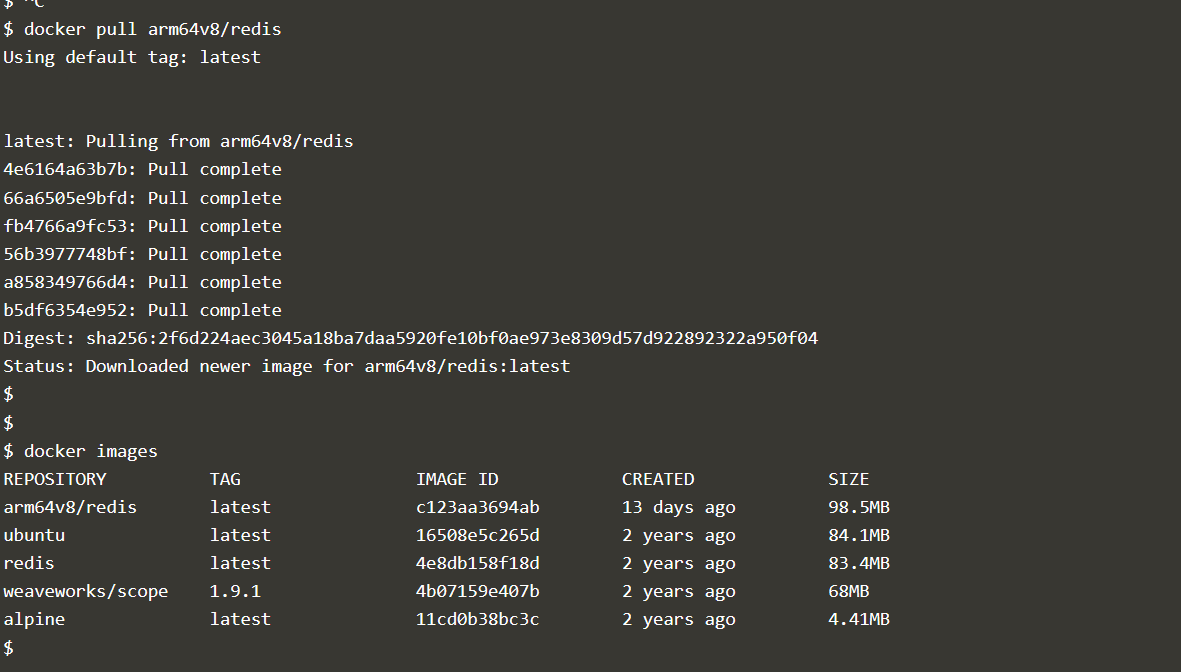 $ ^C
$ docker pull arm64v8/redis
Using default tag: latest
latest: Pulling from arm64v8/redis
4e6164a63b7b: Pull complete
66a6505e9bfd: Pull complete
fb4766a9fc53: Pull complete
56b3977748bf: Pull complete
a858349766d4: Pull complete
b5df6354e952: Pull complete
Digest: sha256:2f6d224aec3045a18ba7daa5920fe10bf0ae973e8309d57d922892322a950f04
Status: Downloaded newer image for arm64v8/redis:latest
$
$
$ docker images
REPOSITORY TAG IMAGE ID CREATED SIZE
arm64v8/redis latest c123aa3694ab 13 days ago 98.5MB
ubuntu latest 16508e5c265d 2 years ago 84.1MB
redis latest 4e8db158f18d 2 years ago 83.4MB
weaveworks/scope 1.9.1 4b07159e407b 2 years ago 68MB
alpine latest 11cd0b38bc3c 2 years ago 4.41MB
$